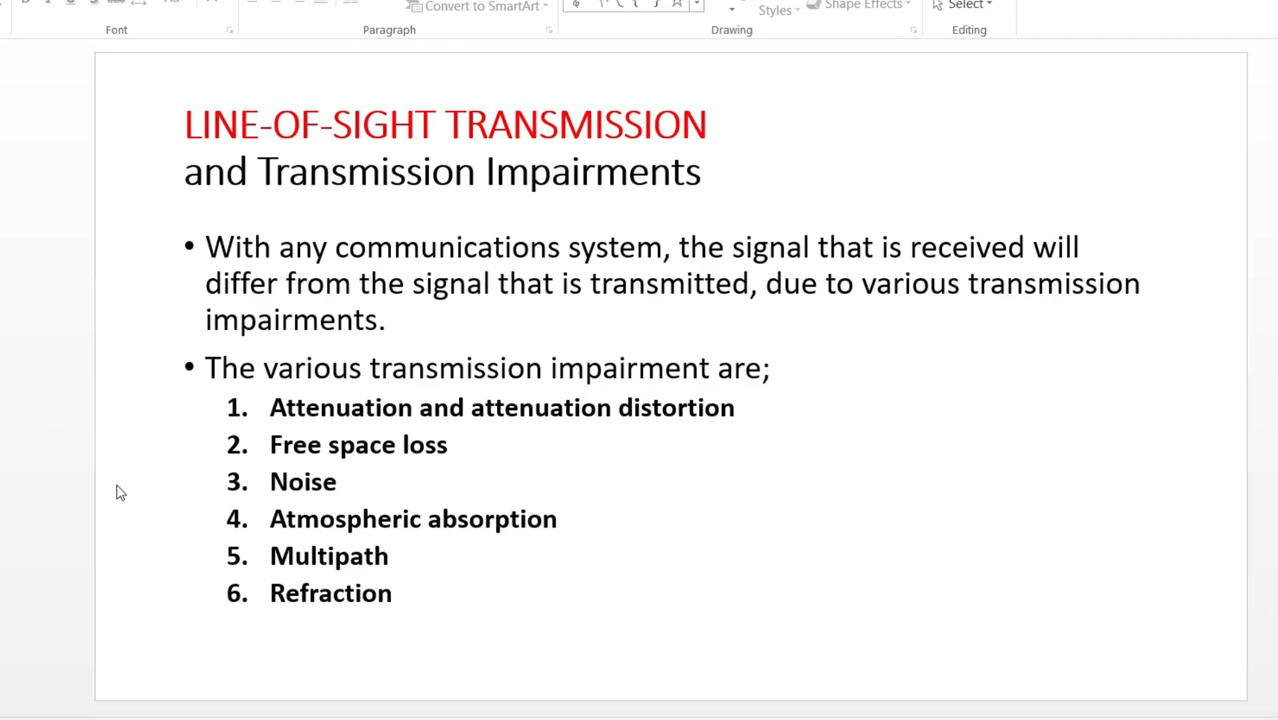 Convert to SmartArt
Styles
Shape Effects
Select
Font
Paragraph
Drawing
Editing
LINE-OF-SIGHT TRANSMISSION
and Transmission Impairments
• With any communications system, the signal that is received will
differ from the signal that is transmitted, due to various transmission
impairments.
• The various transmission impairment are;
1. Attenuation and attenuation distortion
2. Free space loss
3. Noise
4. Atmospheric absorption
5. Multipath
6. Refraction